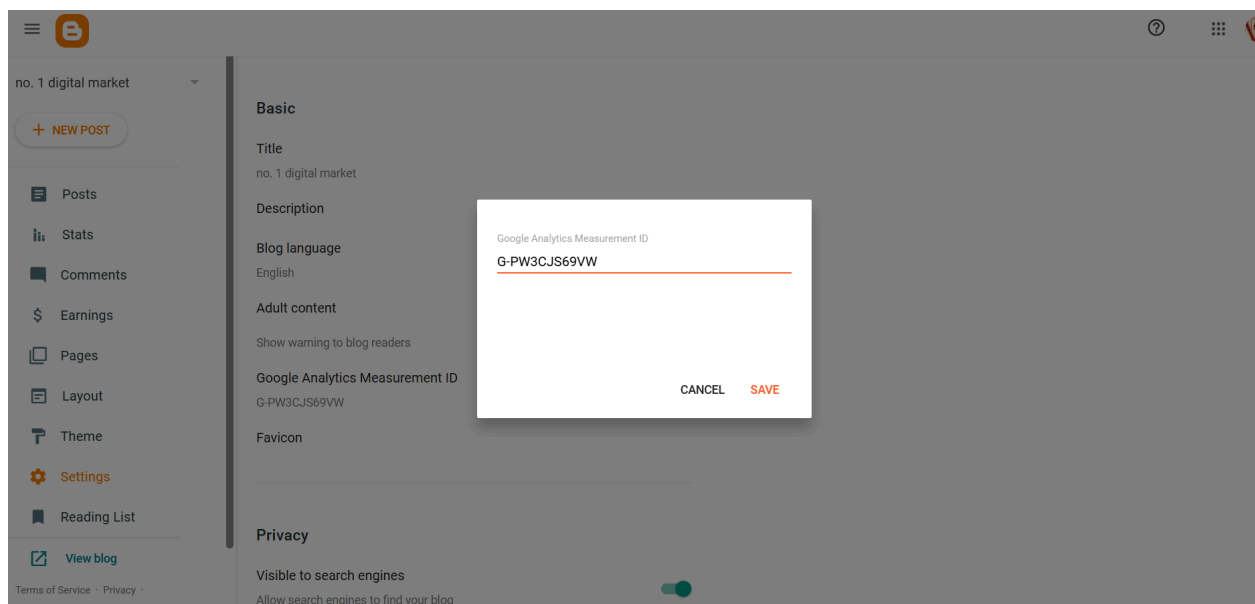 no. 1 digital market
+ NEW POST
Posts
Stats
Comments
Earnings
Pages
Layout
Theme
Settings
Reading List
View blog
Terms of Service · Privacy ·
Basic
Title
no. 1 digital market
Description
Blog language
English
Adult content
Show warning to blog readers
Google Analytics Measurement ID
G-PW3CJS69VW
Favicon
Privacy
Visible to search engines
Allow search engines to find your blog
Google Analytics Measurement ID
G-PW3CJS69VW
CANCEL SAVE